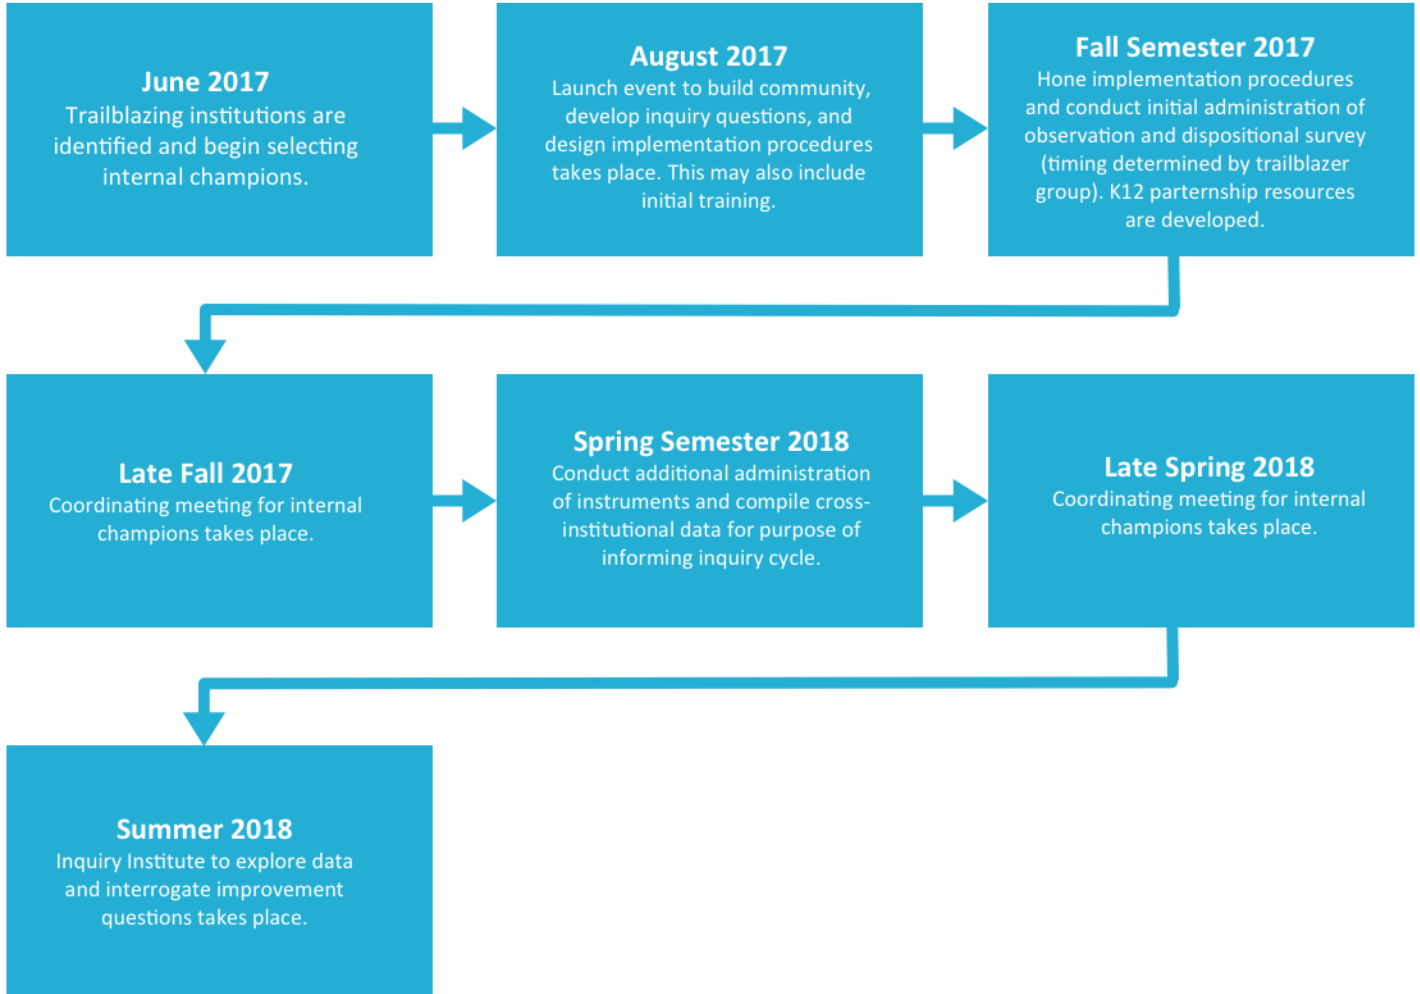 June 2017
Trailblazing institutions are
identified and begin selecting
internal champions.
August 2017
Launch event to build community,
develop inquiry questions, and
design implementation procedures
takes place. This may also include
initial training.
Fall Semester 2017
Hone implementation procedures
and conduct initial administration of
observation and dispositional survey
(timing determined by trailblazer
group). K12 parternship resources
are developed.
Late Fall 2017
Coordinating meeting for internal
champions takes place.
Spring Semester 2018
Conduct additional administration
of instruments and compile cross-
institutional data for purpose of
informing inquiry cycle.
Late Spring 2018
Coordinating meeting for internal
champions takes place.
Summer 2018
Inquiry Institute to explore data
and interrogate improvement
questions takes place.